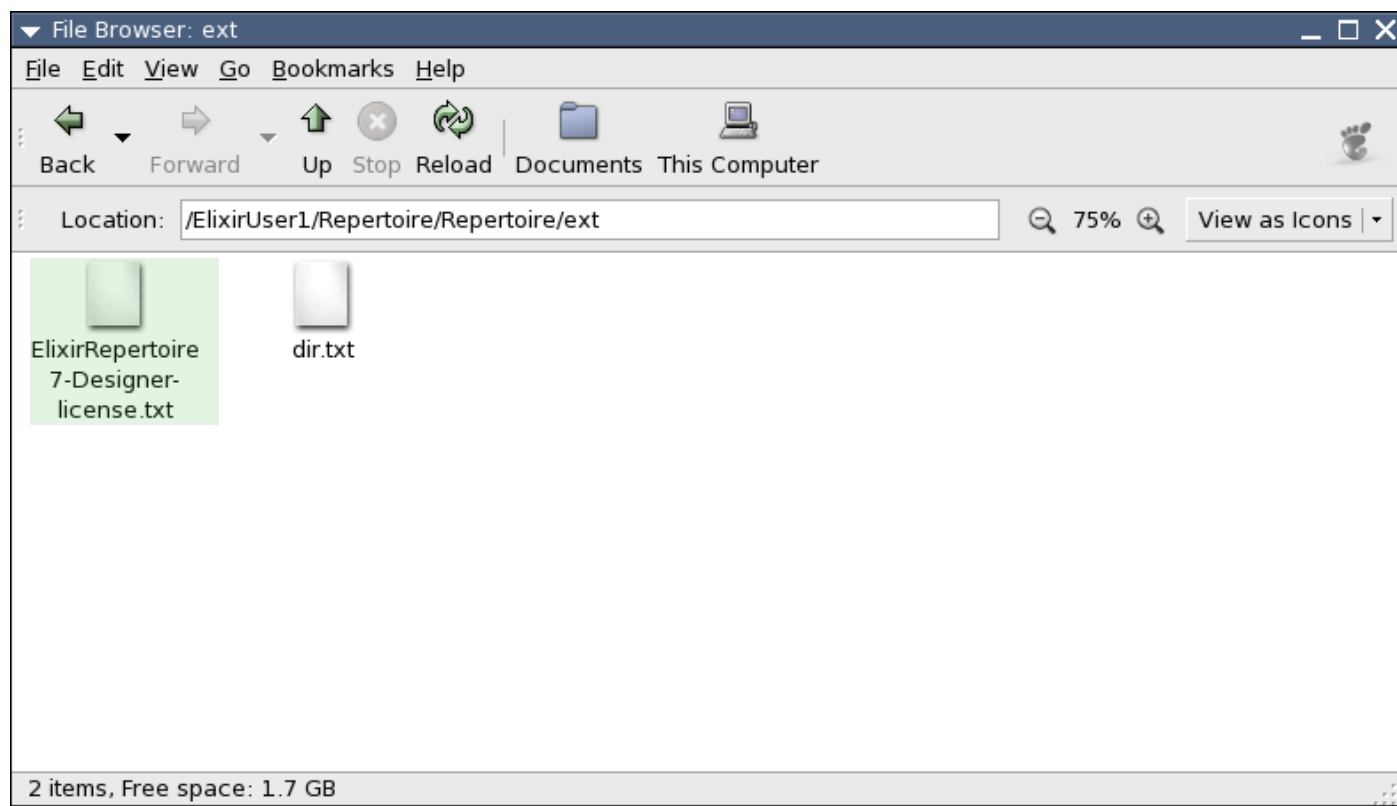 File Browser: ext
File Edit View Go Bookmarks Help
Back Forward Up Stop Reload Documents This Computer
Location: /ElixirUser1/Repertoire/Repertoire/ext 75% View as Icons
ElixirRepertoire
7-Designer-
license.txt
dir.txt
2 items, Free space: 1.7 GB